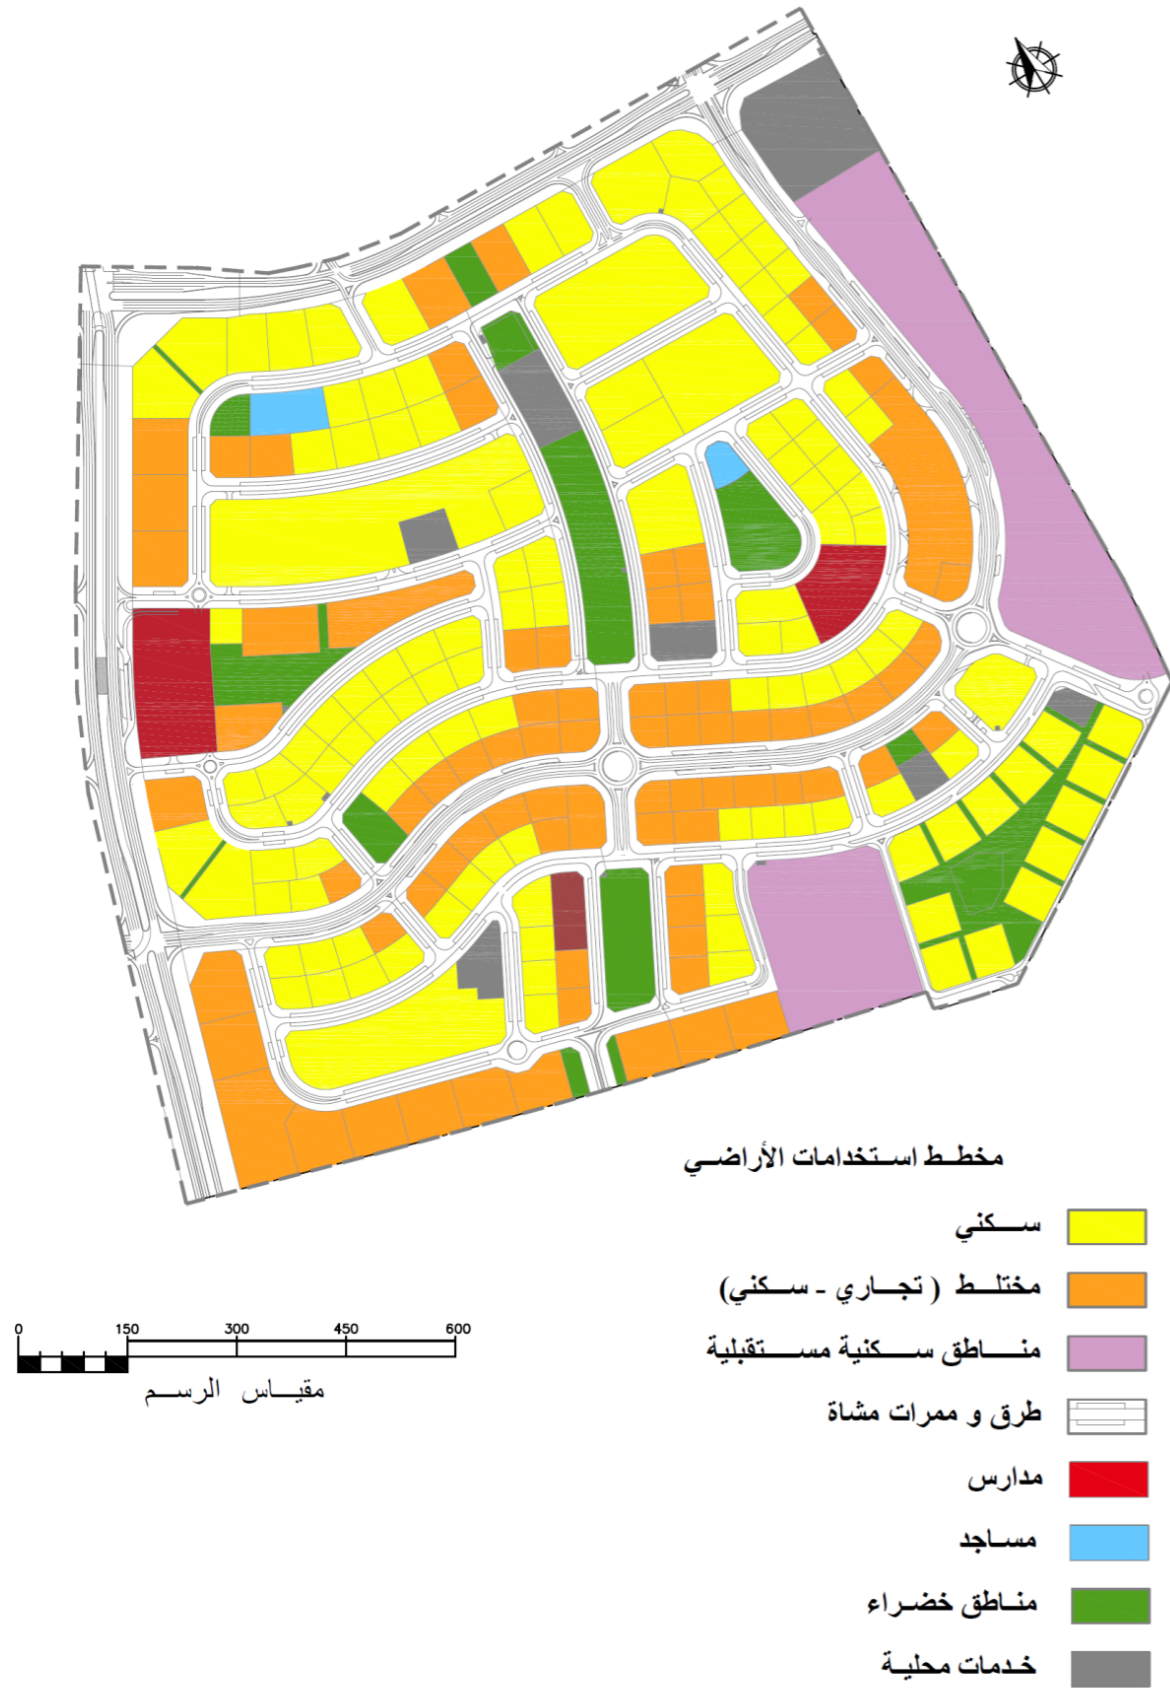 مخطط استخدامات الأراضي
سكني
مختلط ( تجاري - سكني)
مناطق سكنية مستقبلية
طرق و ممرات مشاة
مدارس
مساجد
مناطق خضراء
خدمات محلية
0 150 300 450 600
مقياس الرسم